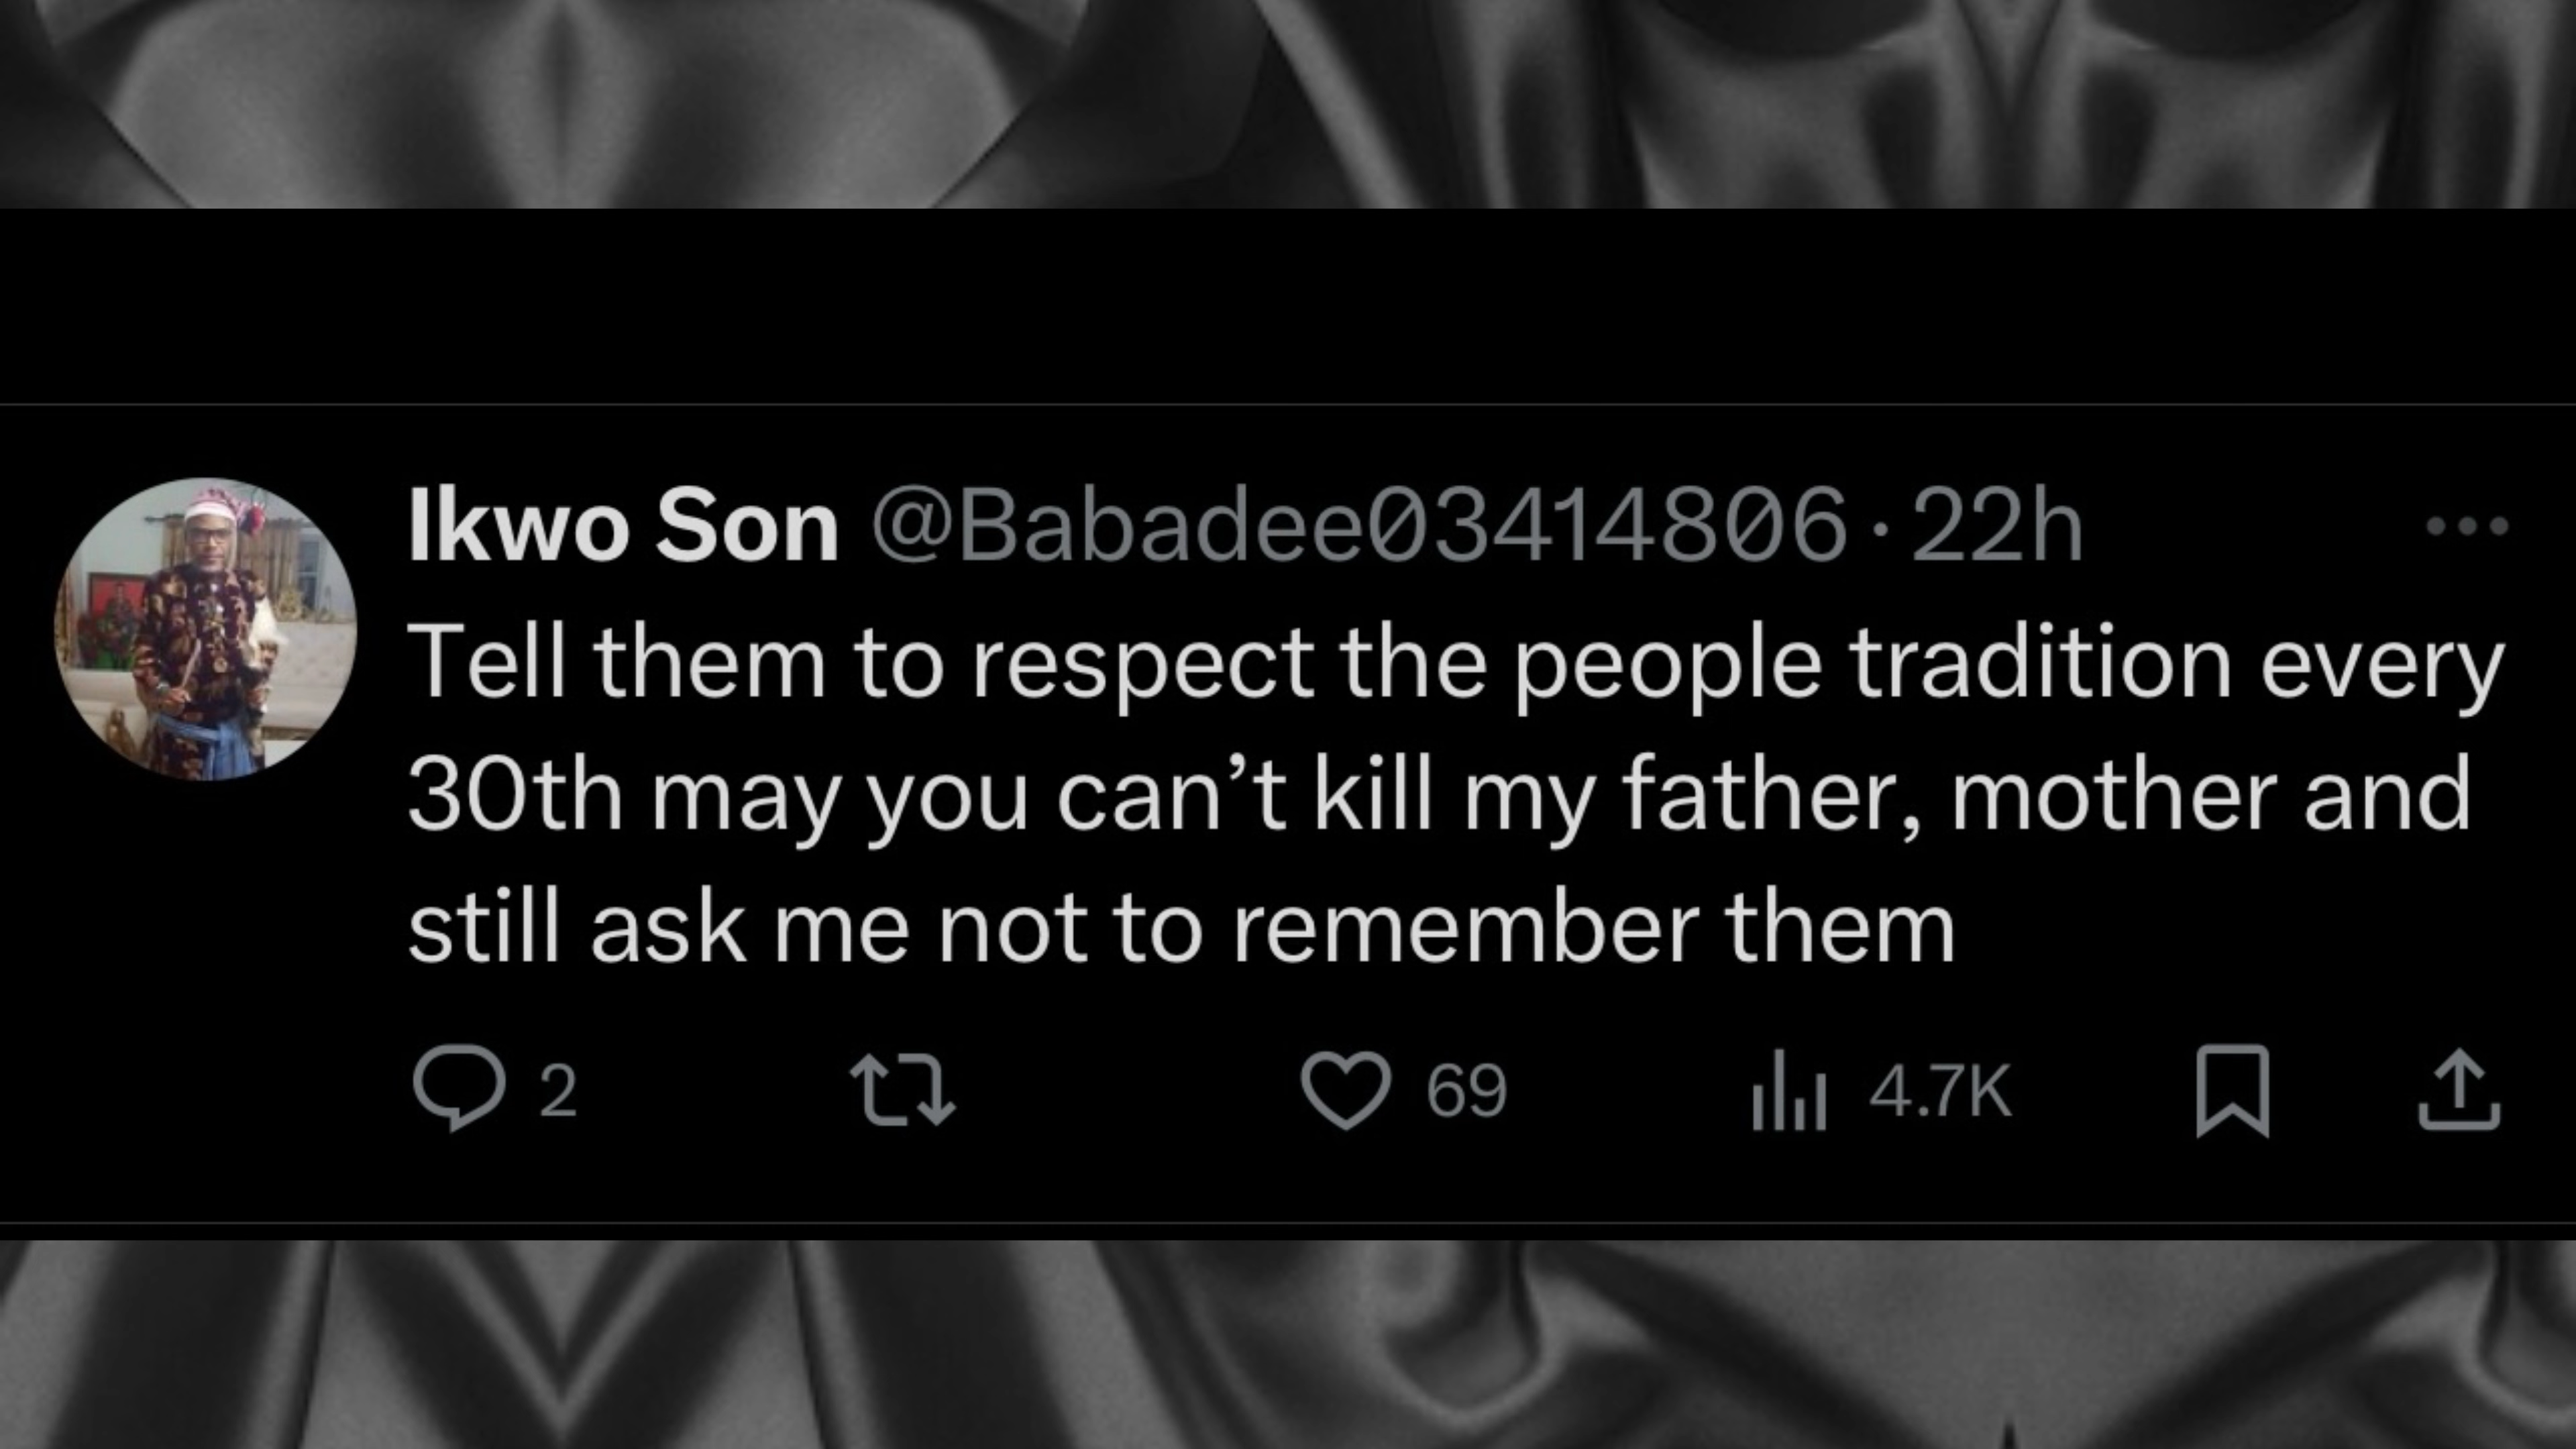 Ikwo Son @Babadee03414806 · 22h
Tell them to respect the people tradition every
30th may you can’t kill my father, mother and
still ask me not to remember them
2 69 4.7K